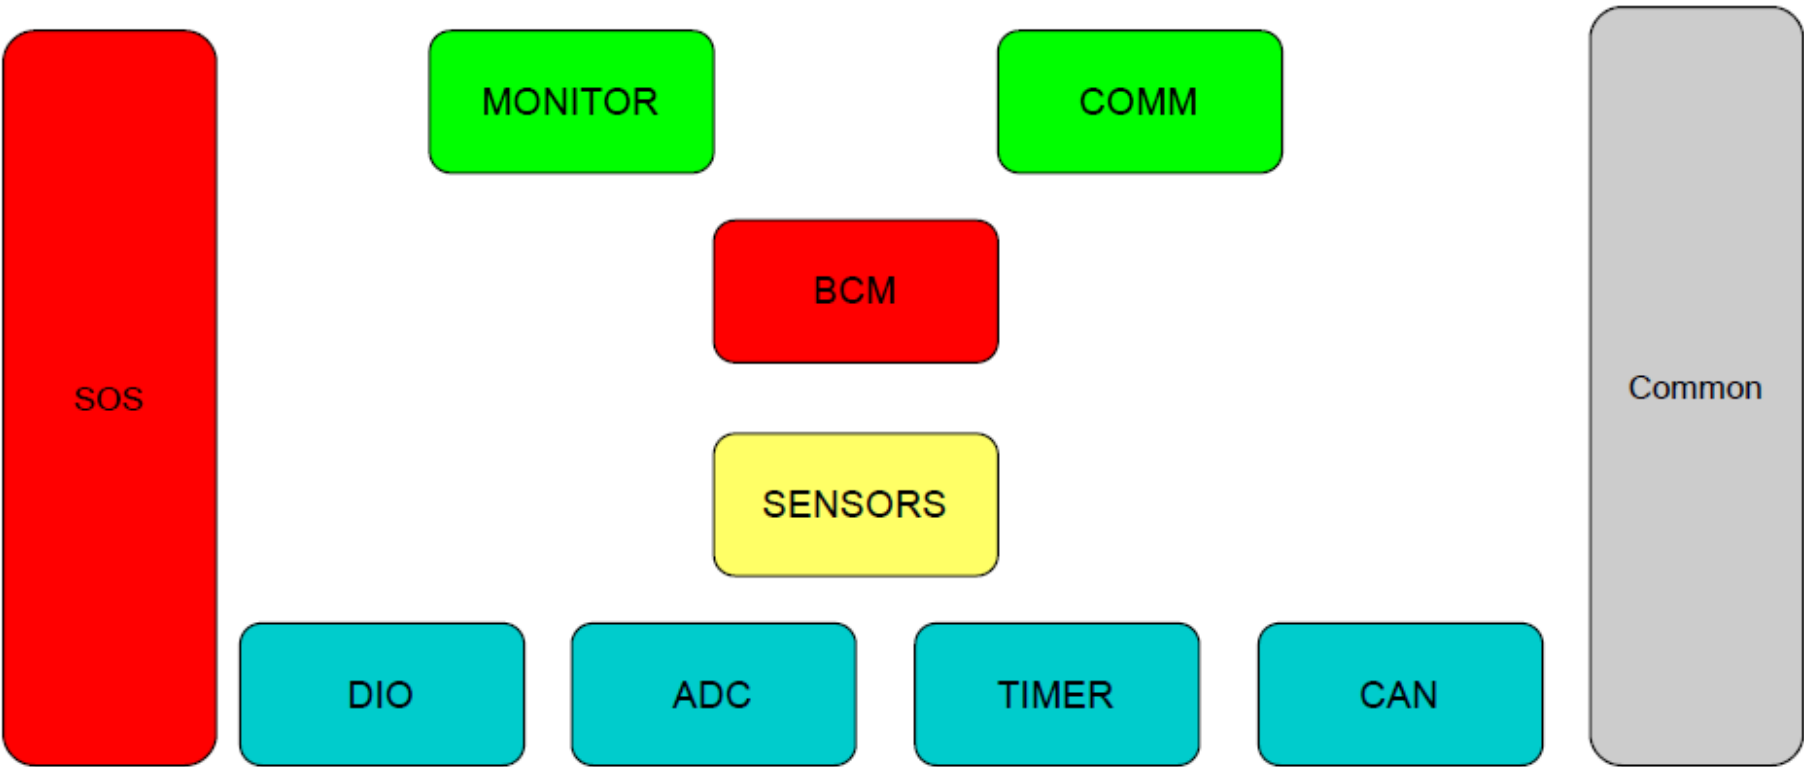 MONITOR
COMM
BCM
SOS
Common
SENSORS
DIO
ADC
TIMER
CAN